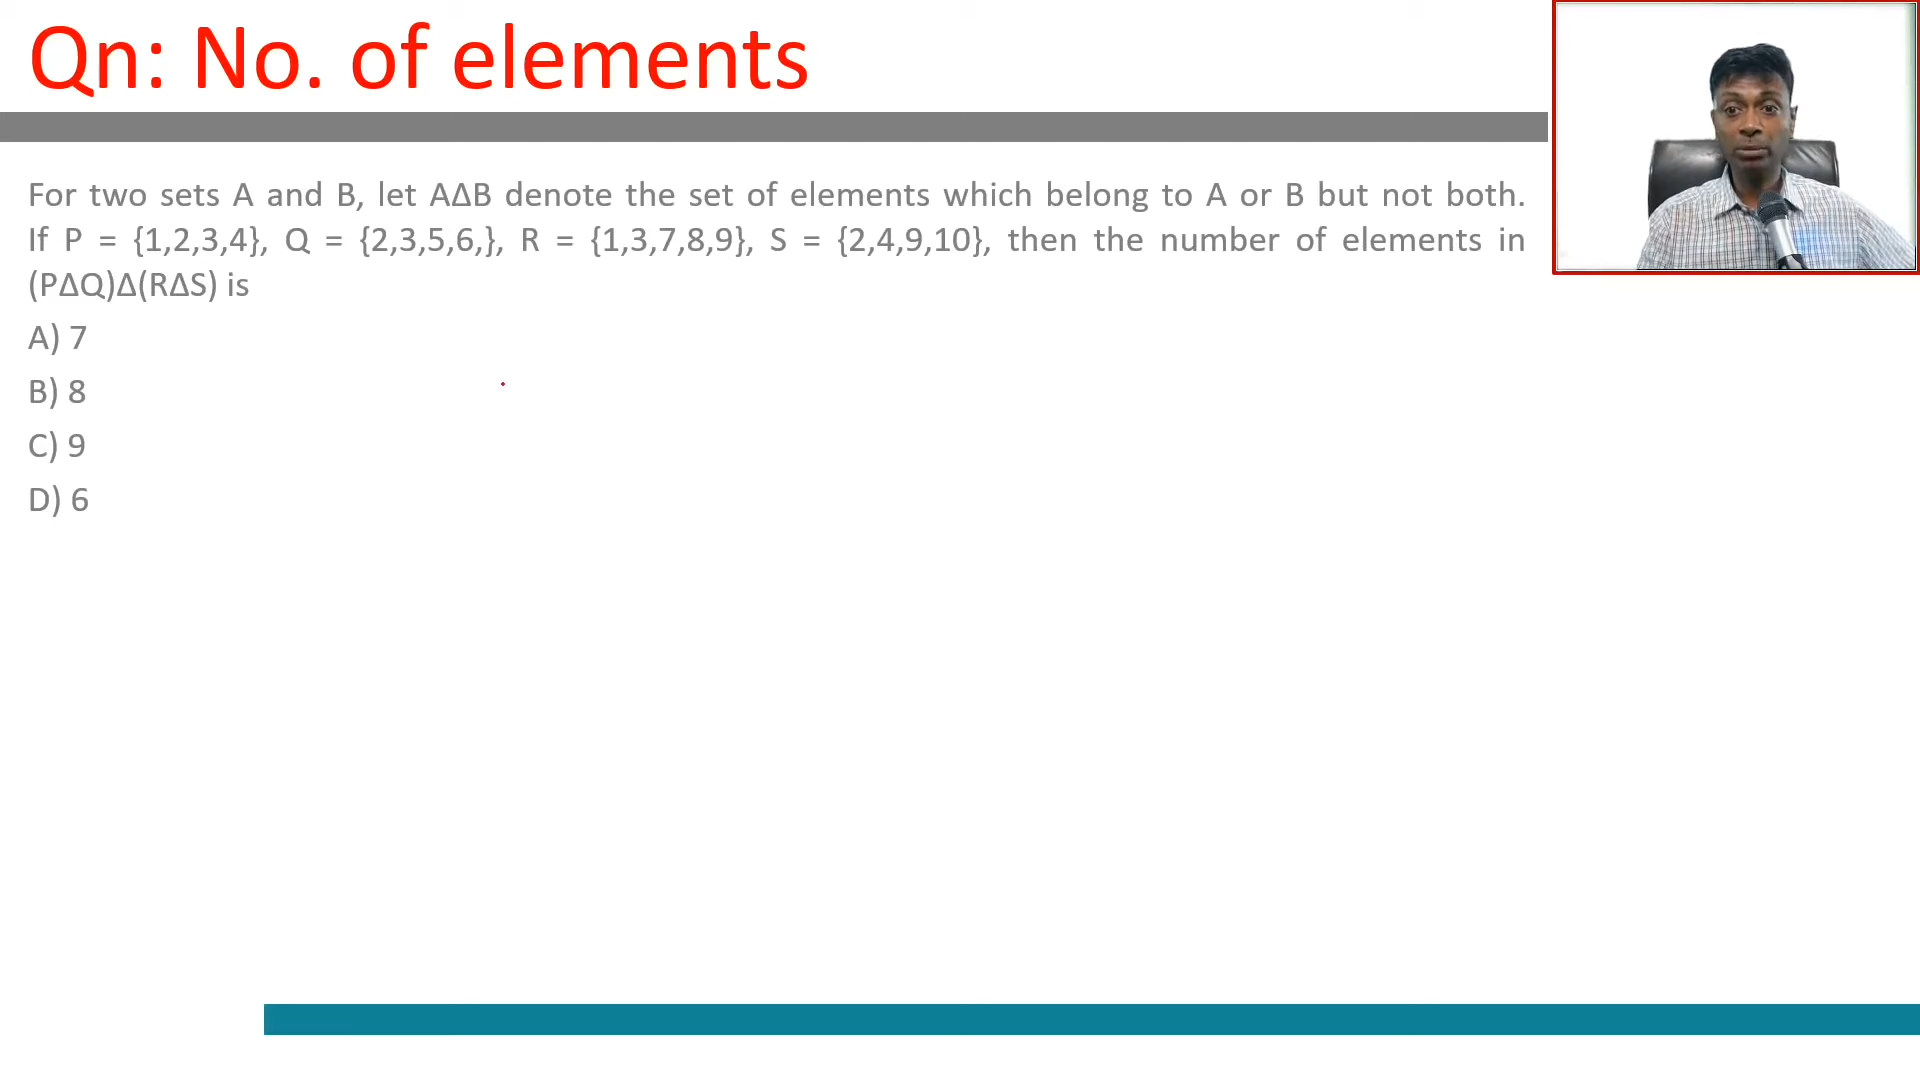 Qn: No. of elements
For two sets A and B, let AΔB denote the set of elements which belong to A or B but not both.
If P = {1,2,3,4}, Q = {2,3,5,6,}, R = {1,3,7,8,9}, S = {2,4,9,10}, then the number of elements in
(PΔQ)Δ(RΔS) is
A) 7
B) 8
C) 9
D) 6